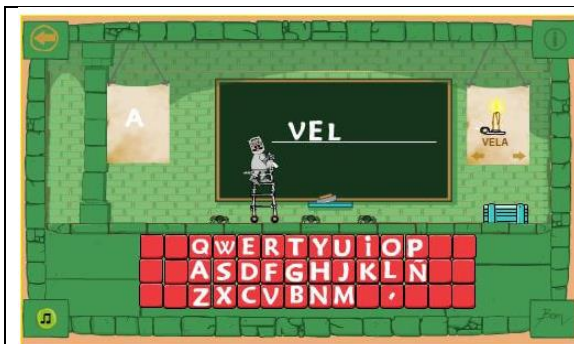 A
VEL
VELA
QWERTYUiOP
ASDFGHJKLÑ
ZXCVBNM ,